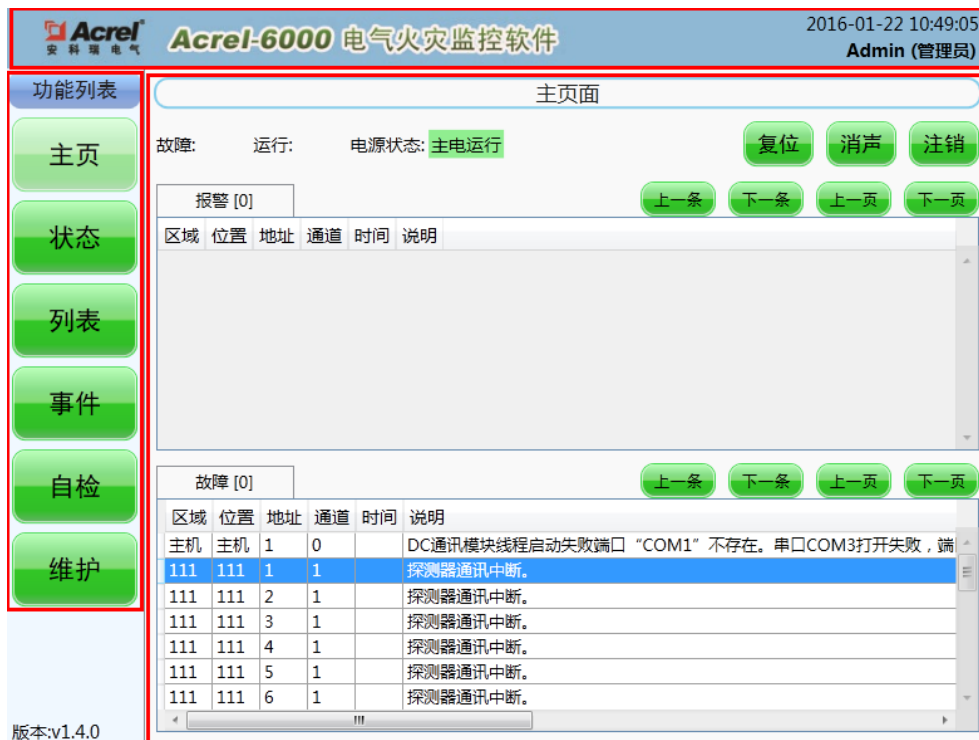 Acrel 安科瑞电气 Acrel-6000 电气火灾监控软件 2016-01-22 10:49:05
Admin (管理员)
功能列表
主页
状态
列表
事件
自检
维护
版本:v1.4.0
主页面
故障: 运行: 电源状态: 主电运行 复位 消声 注销
报警 [0] 上一条 下一条 上一页 下一页
区域 位置 地址 通道 时间 说明
故障 [0] 上一条 下一条 上一页 下一页
区域 位置 地址 通道 时间 说明
主机 主机 1 0 DC通讯模块线程启动失败端口“COM1”不存在。串口COM3打开失败，端
111 111 1 1 探测器通讯中断。
111 111 2 1 探测器通讯中断。
111 111 3 1 探测器通讯中断。
111 111 4 1 探测器通讯中断。
111 111 5 1 探测器通讯中断。
111 111 6 1 探测器通讯中断。